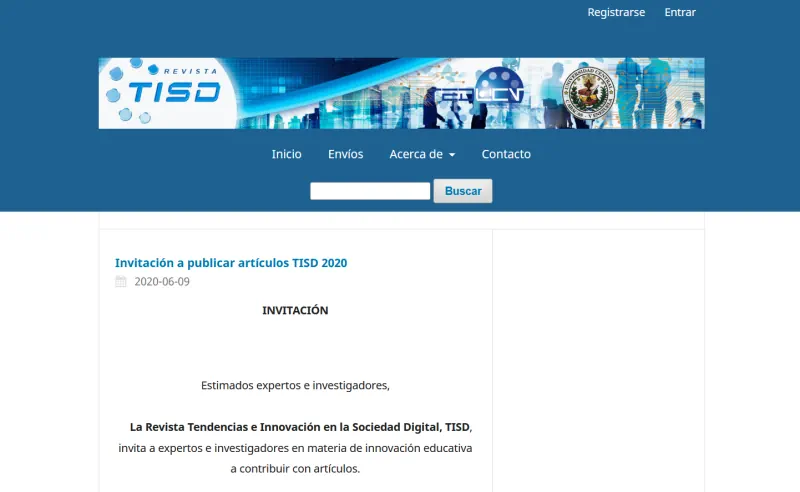 Registrarse Entrar
REVISTA
TISD
Inicio Envíos Acerca de Contacto
Buscar
Invitación a publicar artículos TISD 2020
2020-06-09
INVITACIÓN
Estimados expertos e investigadores,
La Revista Tendencias e Innovación en la Sociedad Digital, TISD,
invita a expertos e investigadores en materia de innovación educativa
a contribuir con artículos.